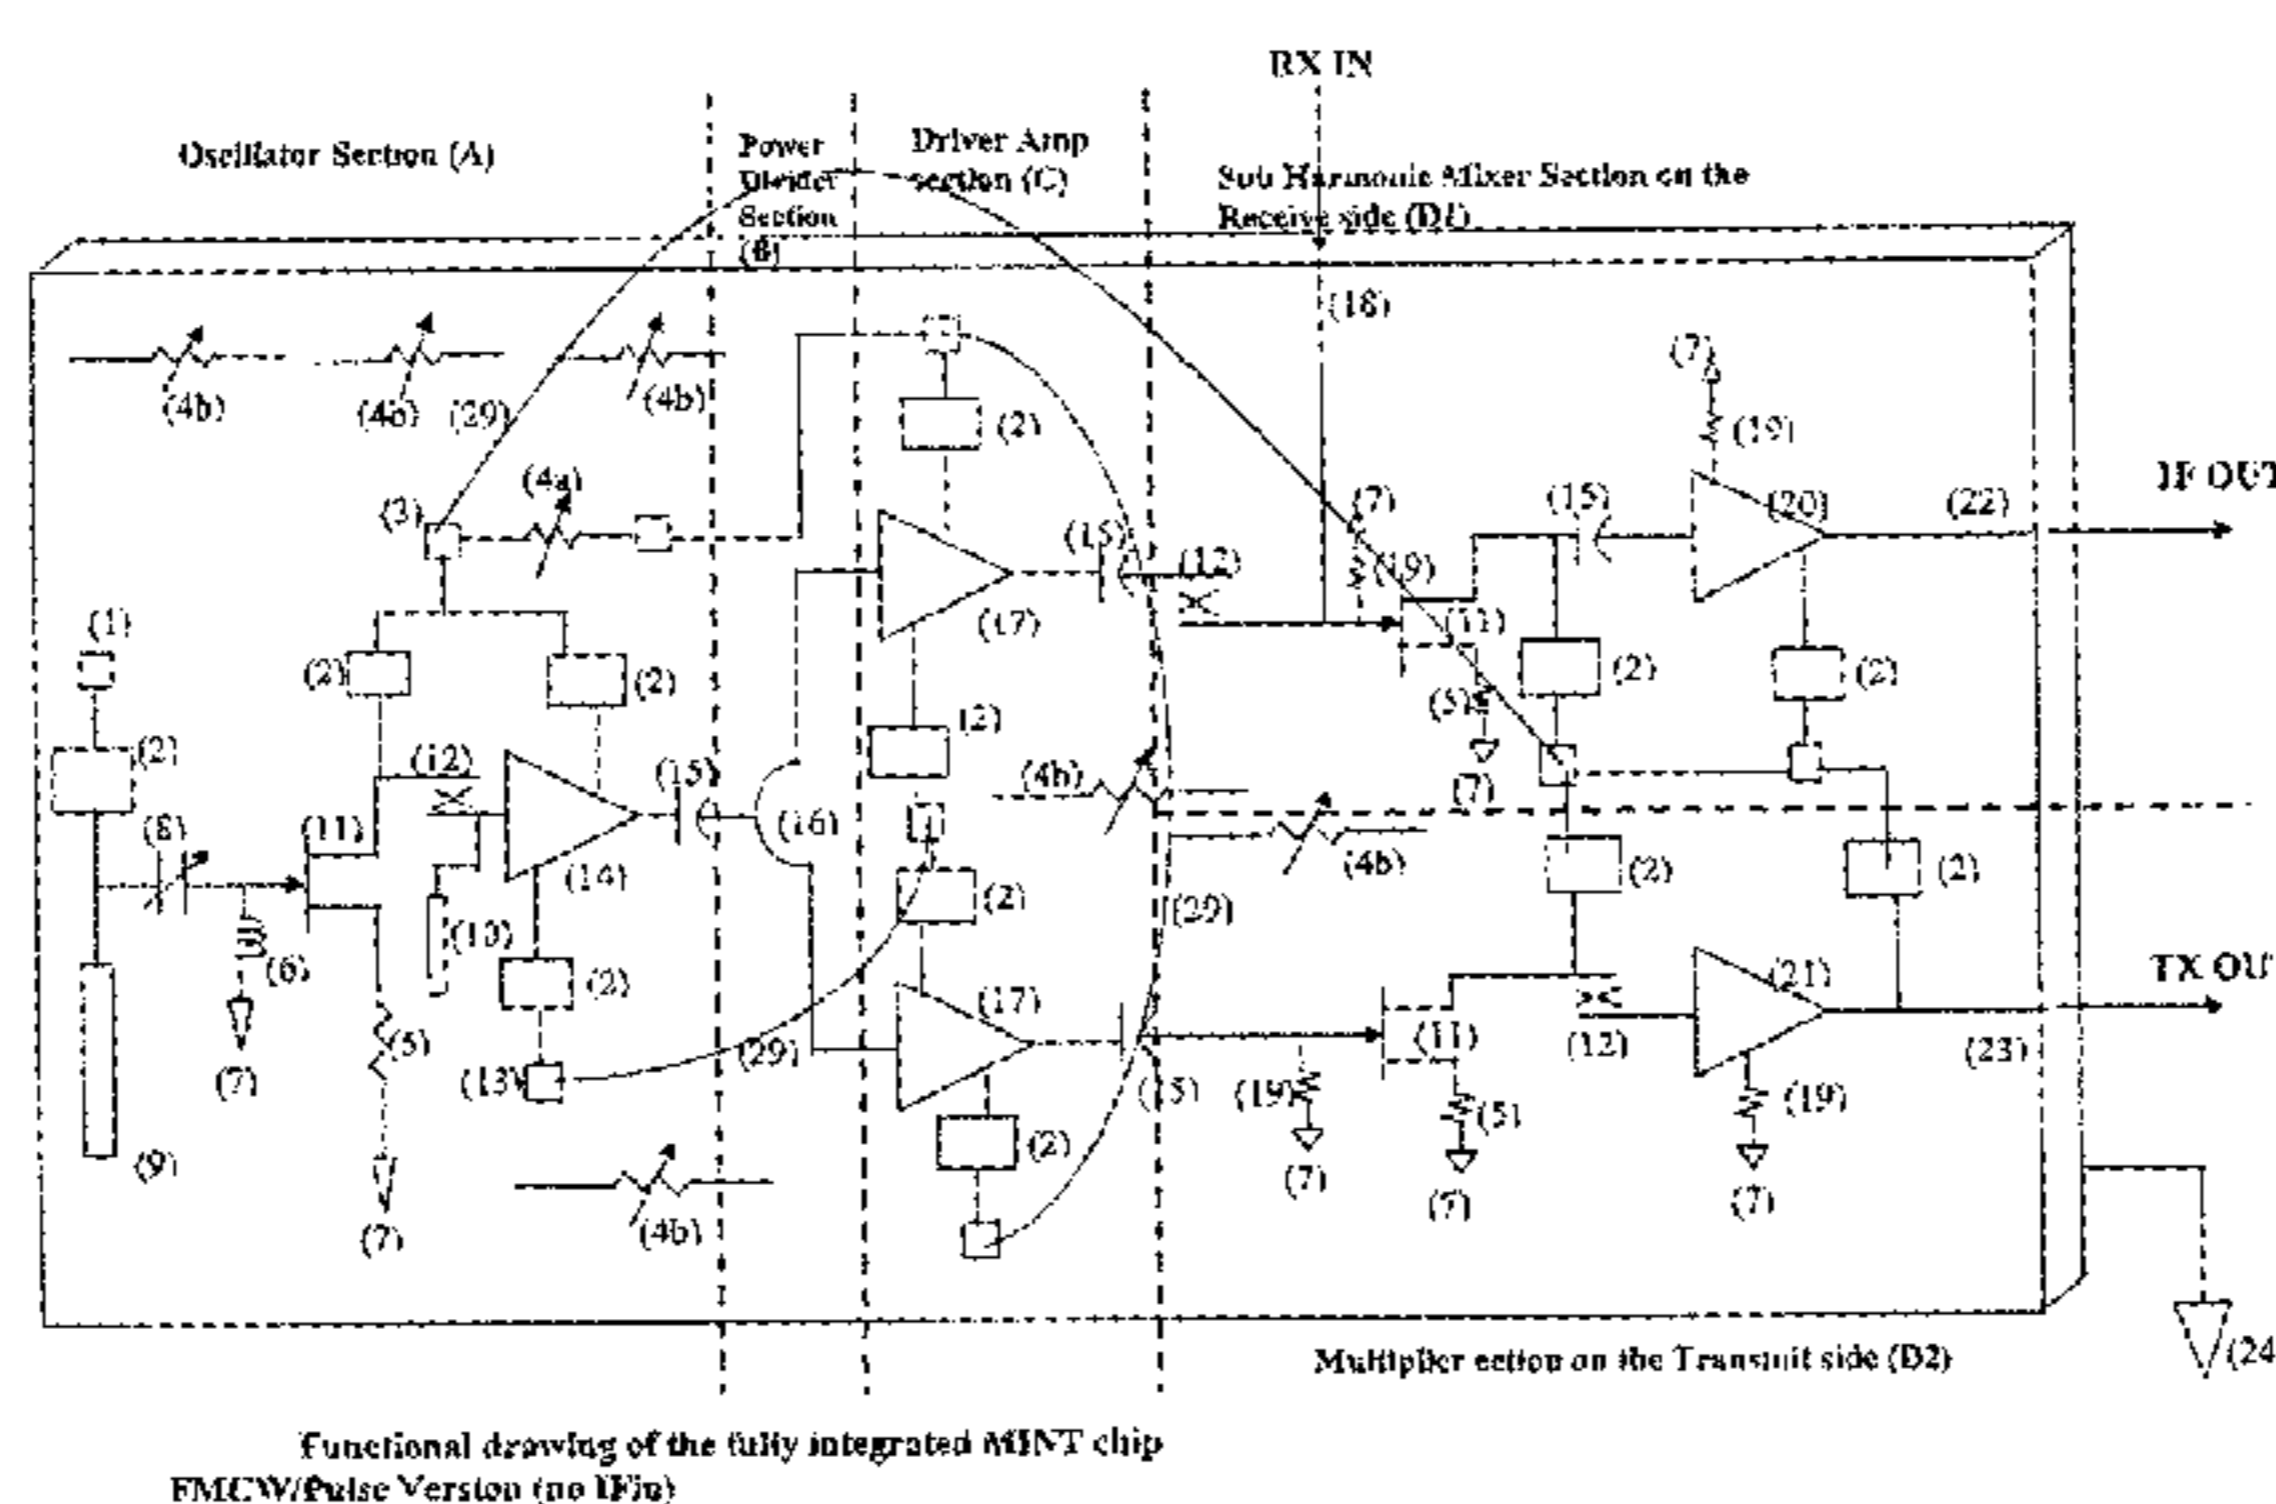 RX IN
Oscillator Section (A)
Power
Divider
Section
(B)
Driver Amp
section (C)
Sub Harmonic Mixer Section on the
Receive side (D1)
(18)
(7)
(4b)
(4b)
(29)
(4b)
(2)
(19)
(4a)
(3)
(15)
(7)
(15)
(20)
(22)
IF OUT
(12)
(19)
(1)
(17)
(11)
(2)
(2)
(5)
(2)
(2)
(2)
(2)
(12)
(15)
(4b)
(7)
(8)
(11)
(16)
(14)
(4b)
(2)
(2)
(2)
(10)
(29)
(6)
(2)
(17)
(21)
TX OU
(5)
(29)
(11)
(12)
(23)
(7)
(13)
(15)
(19)
(5)
(19)
(9)
(2)
(7)
(7)
(7)
(7)
(4b)
Multiplier ection on the Transmit side (D2)
(24
Functional drawing of the fully integrated MINT chip
FMCW/Pulse Version (no IFin)